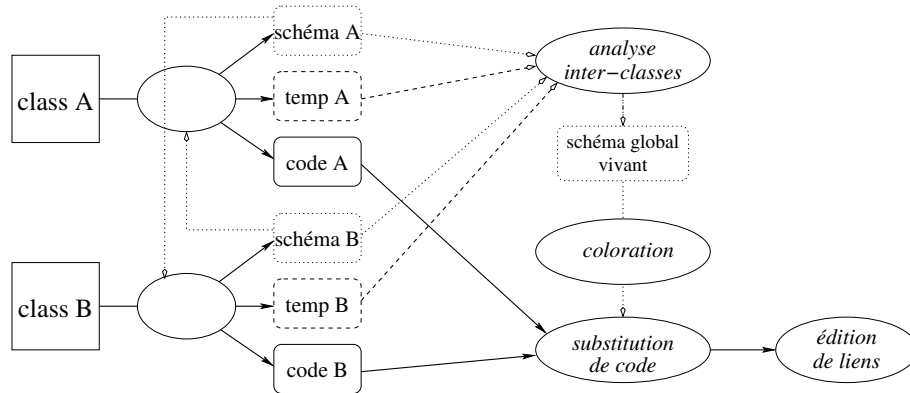 schéma A
analyse
inter−classes
class A
temp A
code A
schéma global
vivant
schéma B
coloration
class B
temp B
substitution
de code
édition
de liens
code B